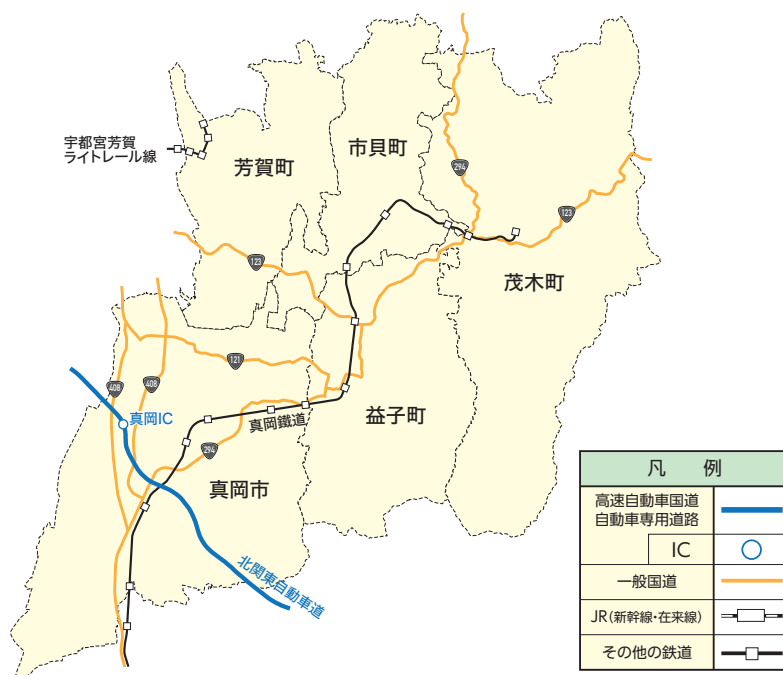 宇都宮芳賀
ライトレール線
芳賀町
市貝町
294
123
123
茂木町
121
408
408
真岡IC
真岡鐵道
益子町
294
真岡市
北関東自動車道
凡 例
高速自動車国道
自動車専用道路
IC
一般国道
JR(新幹線・在来線)
その他の鉄道